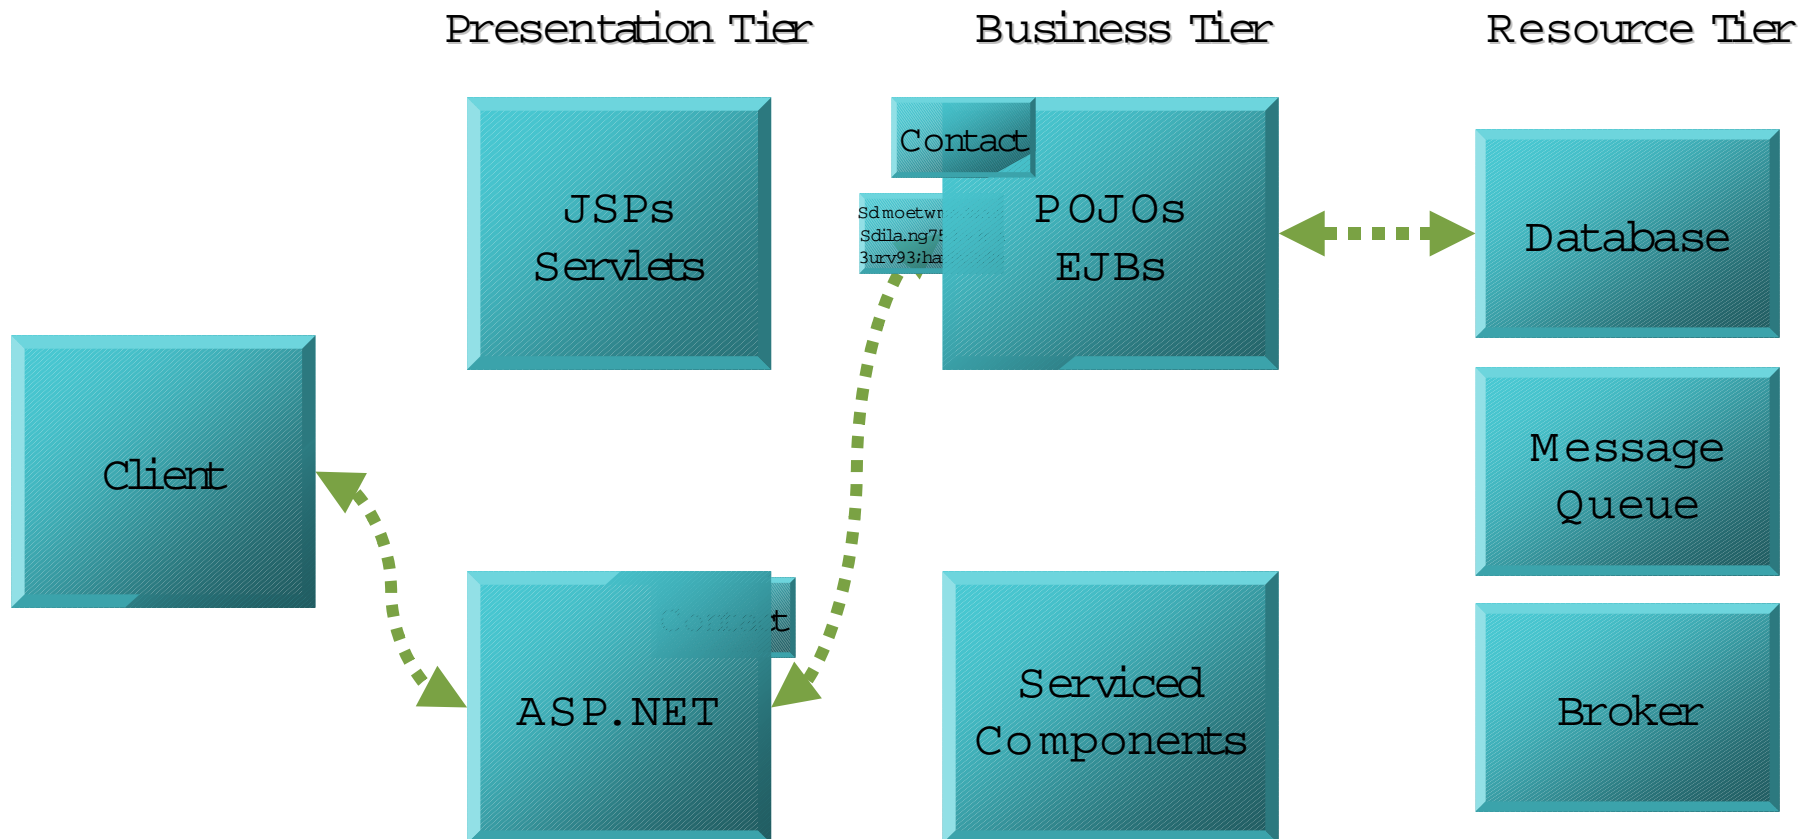 Presentation Tier
Business Tier
Resource Tier
Contact
JSPs
Servlets
POJOs
EJBs
Database
Client
Message
Queue
Contact
ASP.NET
Serviced
Components
Broker